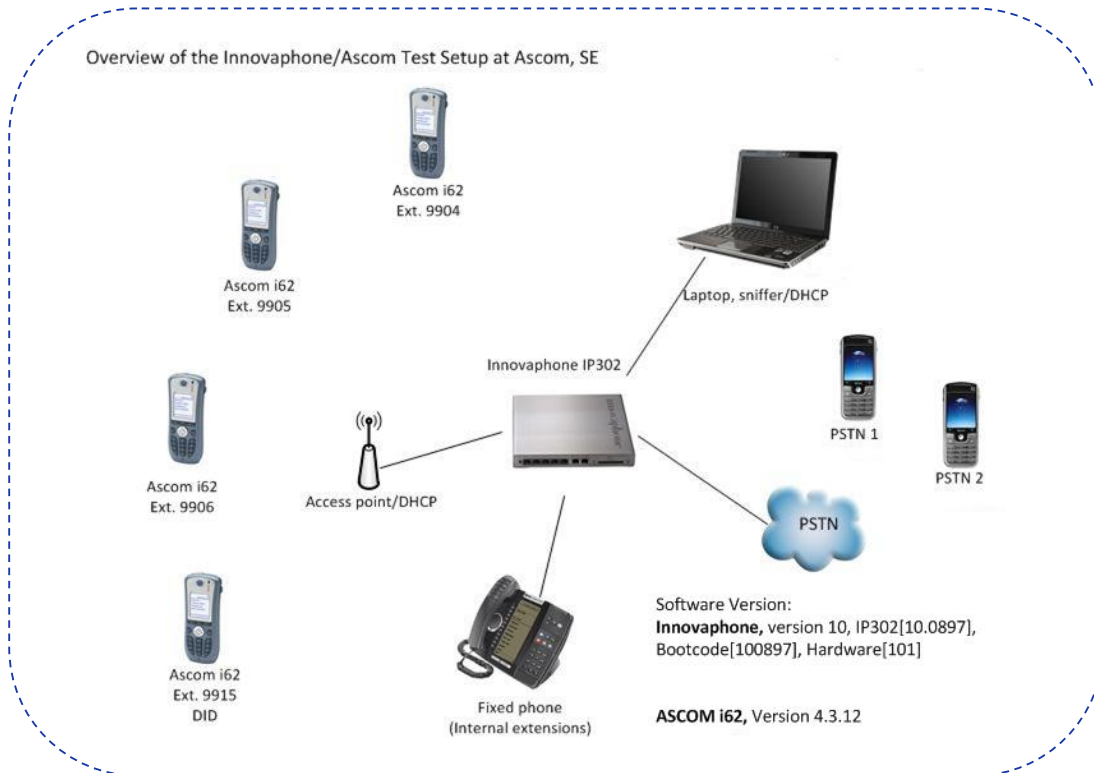 Overview of the Innovaphone/Ascom Test Setup at Ascom, SE
Ascom i62
Ext. 9904
Ascom i62
Ext. 9905
Laptop, sniffer/DHCP
Innovaphone IP302
PSTN 1
PSTN 2
Ascom i62
Ext. 9906
Access point/DHCP
PSTN
Ascom i62
Ext. 9915
DID
Fixed phone
(Internal extensions)
Software Version:
Innovaphone, version 10, IP302[10.0897],
Bootcode[100897], Hardware[101]
ASCOM i62, Version 4.3.12